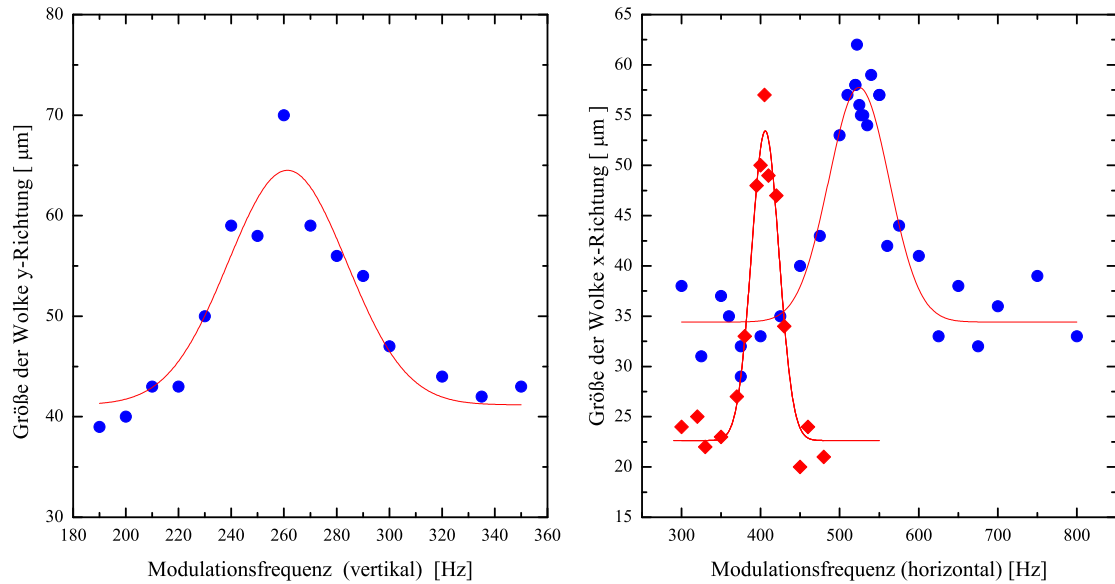 80
70
60
50
40
30
Größe der Wolke y-Richtung [ µm]
180 200 220 240 260 280 300 320 340 360
Modulationsfrequenz (vertikal) [Hz]
65
60
55
50
45
40
35
30
25
20
15
Größe der Wolke x-Richtung [ µm]
300 400 500 600 700 800
Modulationsfrequenz (horizontal) [Hz]